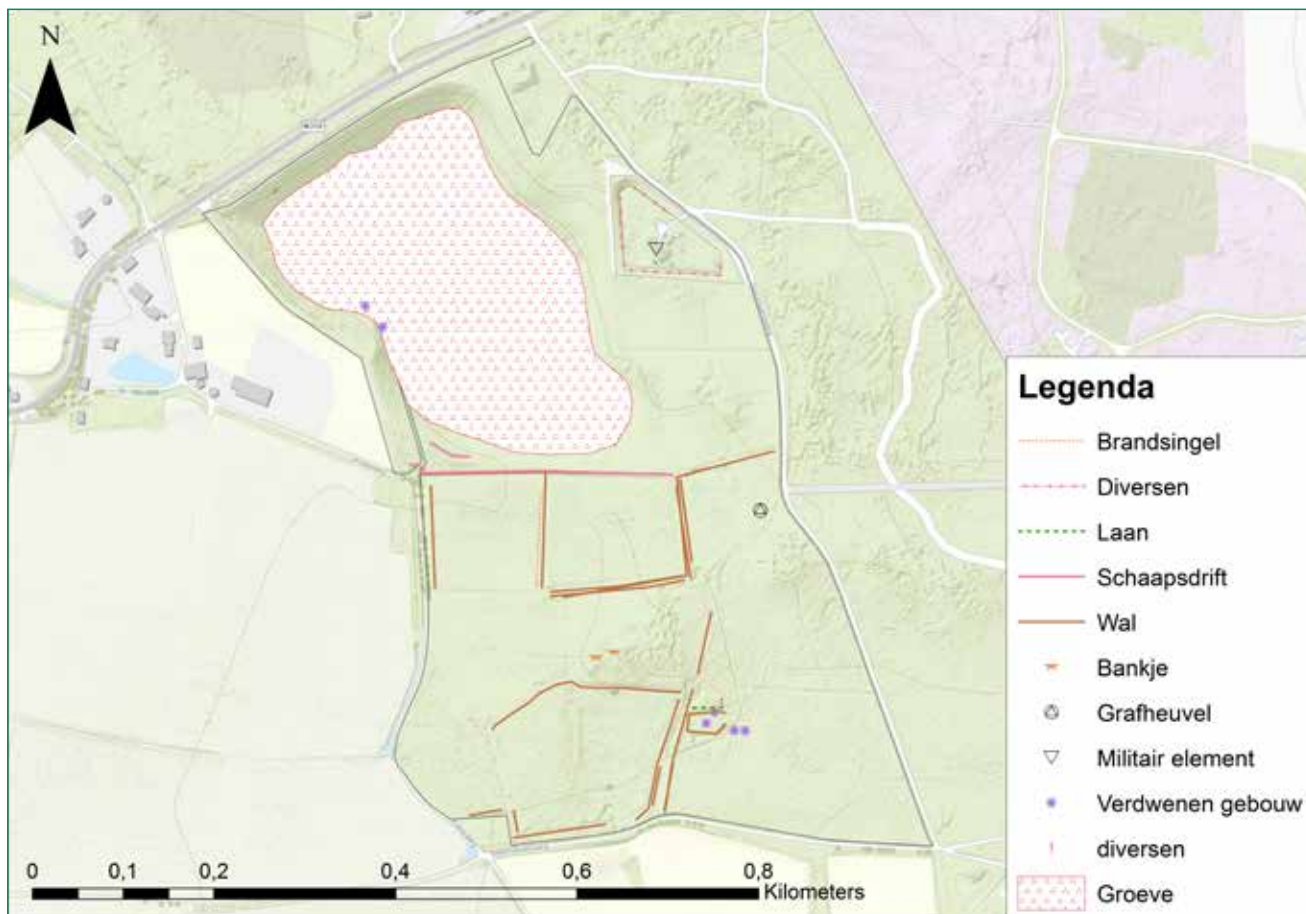 N
Legenda
Brandsingel
Diversen
Laan
Schaapsdrift
Wal
Bankje
Grafheuvel
Militair element
Verdwenen gebouw
diversen
Groeve
0 0,1 0,2 0,4 0,6 0,8
Kilometers